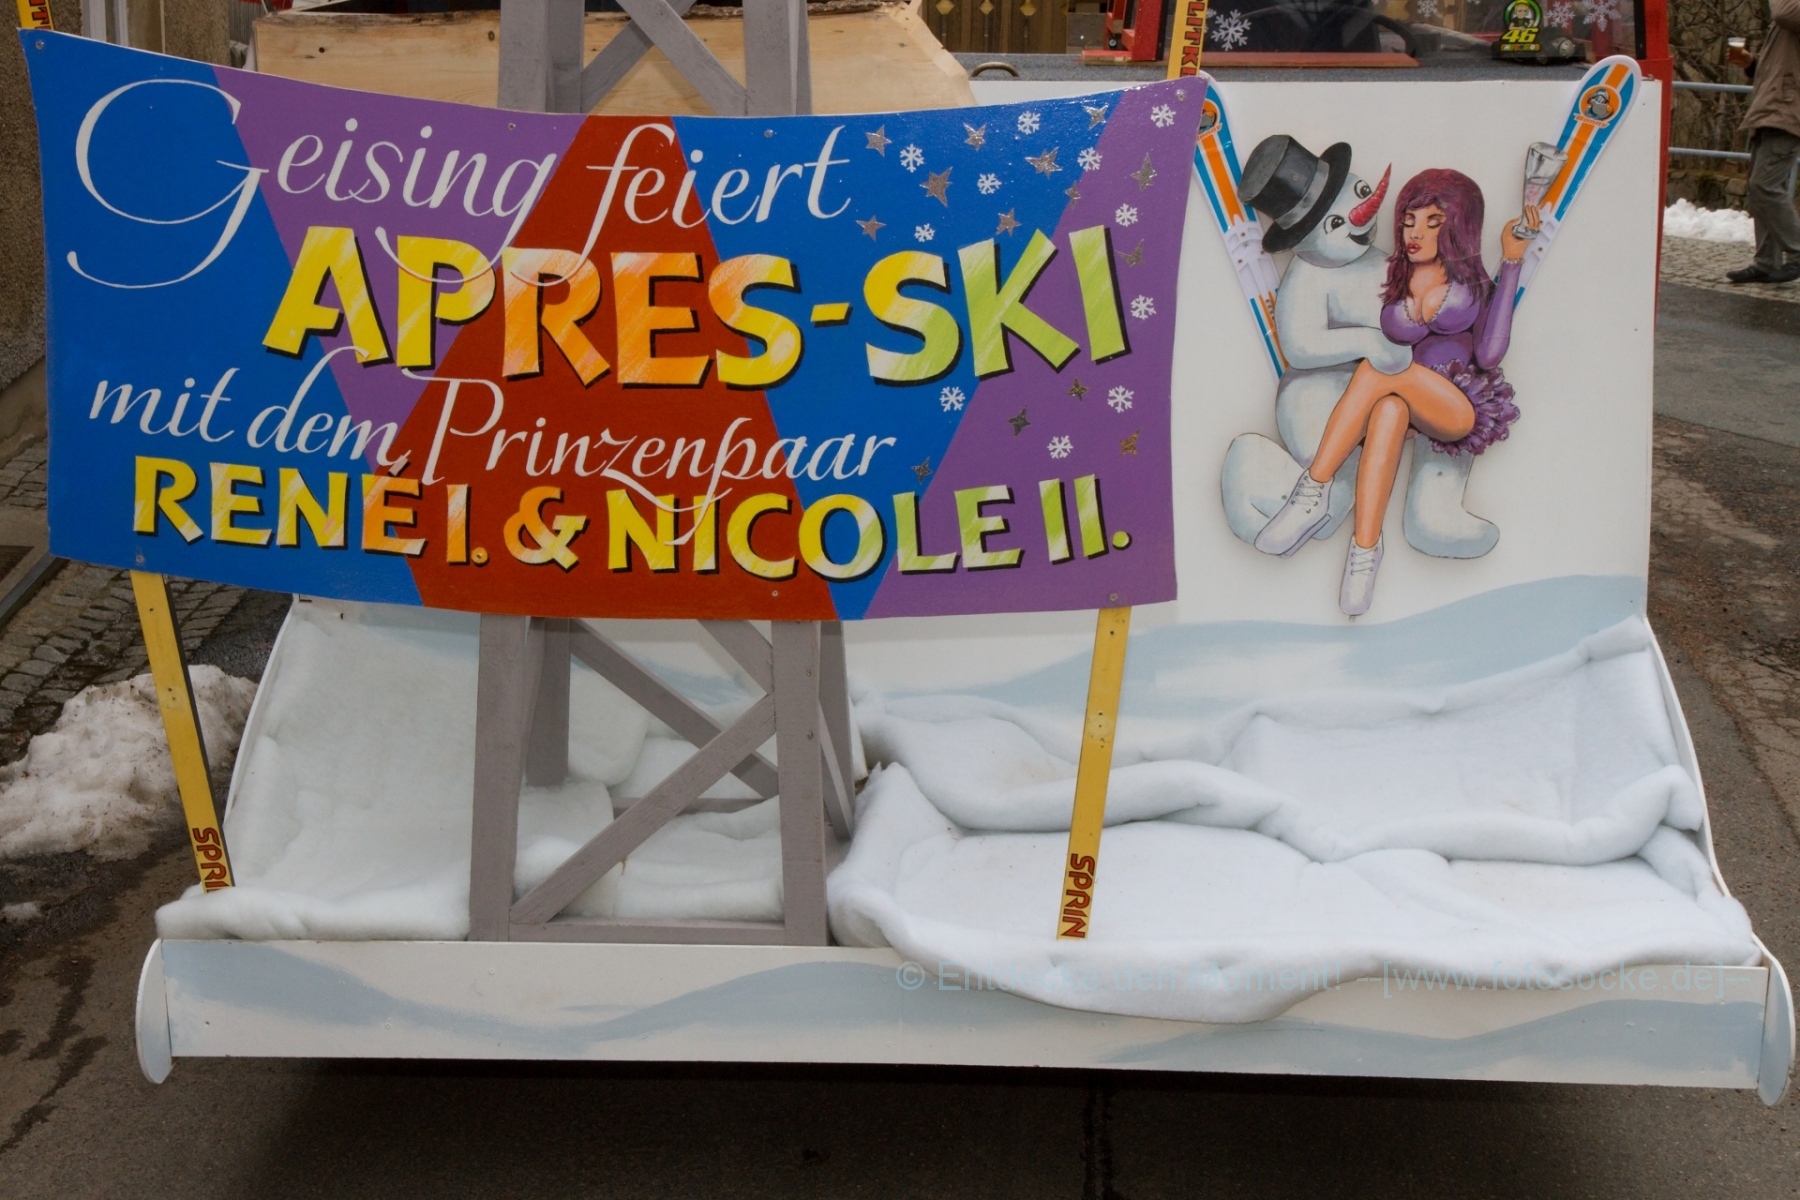 Geising feiert
APRES-SKI
mit dem Prinzenpaar
RENÉ I. & NICOLE II.
46
SPRIN
SPRIN
© Entdecke den Moment! --[www.fotosocke.de]--